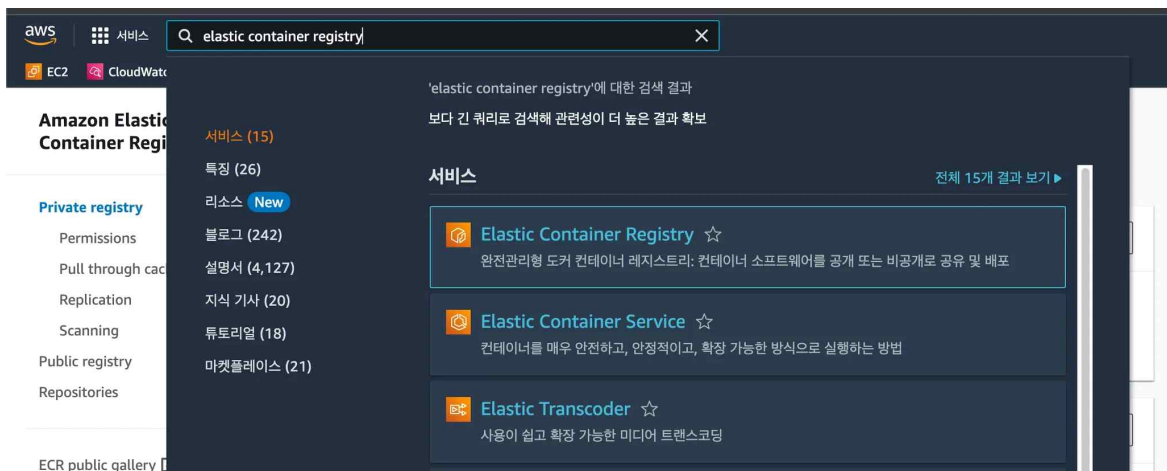 aws
서비스
elastic container registry
EC2
CloudWatc
Amazon Elastic
Container Regi
Private registry
Permissions
Pull through cac
Replication
Scanning
Public registry
Repositories
ECR public gallery
서비스 (15)
특징 (26)
리소스 New
블로그 (242)
설명서 (4,127)
지식 기사 (20)
튜토리얼 (18)
마켓플레이스 (21)
'elastic container registry'에 대한 검색 결과
보다 긴 쿼리로 검색해 관련성이 더 높은 결과 확보
서비스
전체 15개 결과 보기
Elastic Container Registry
완전관리형 도커 컨테이너 레지스트리: 컨테이너 소프트웨어를 공개 또는 비공개로 공유 및 배포
Elastic Container Service
컨테이너를 매우 안전하고, 안정적이고, 확장 가능한 방식으로 실행하는 방법
Elastic Transcoder
사용이 쉽고 확장 가능한 미디어 트랜스코딩